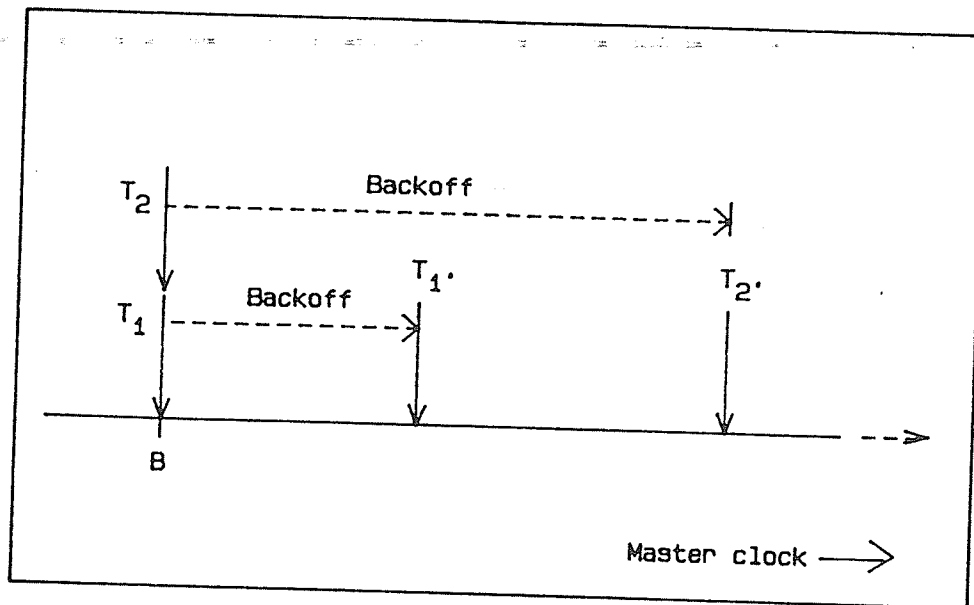 Backoff
T₂
T₁'
T₂'
Backoff
T₁
B
Master clock